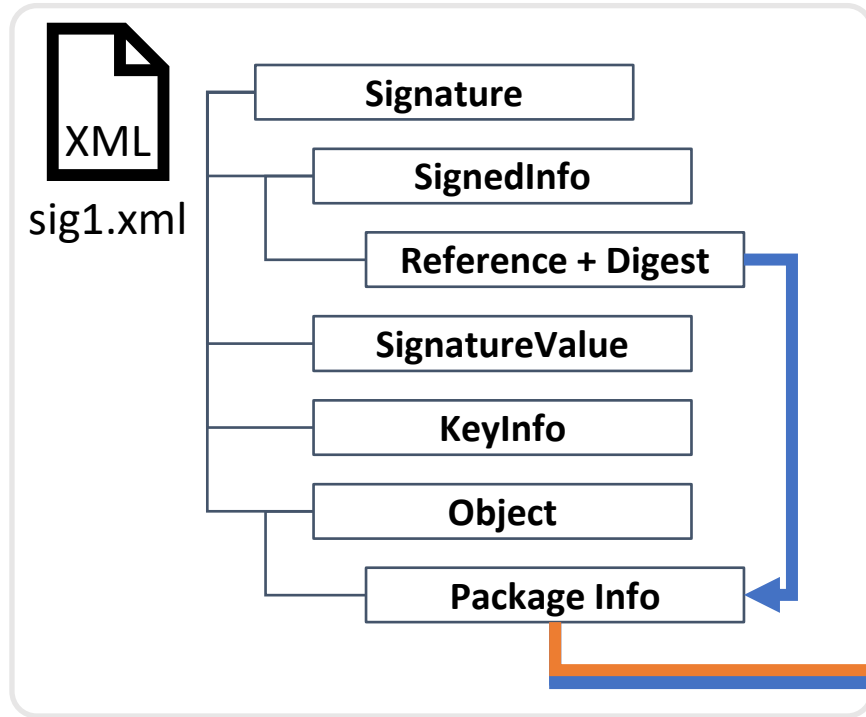 XML
sig1.xml
Signature
SignedInfo
Reference + Digest
SignatureValue
KeyInfo
Object
Package Info